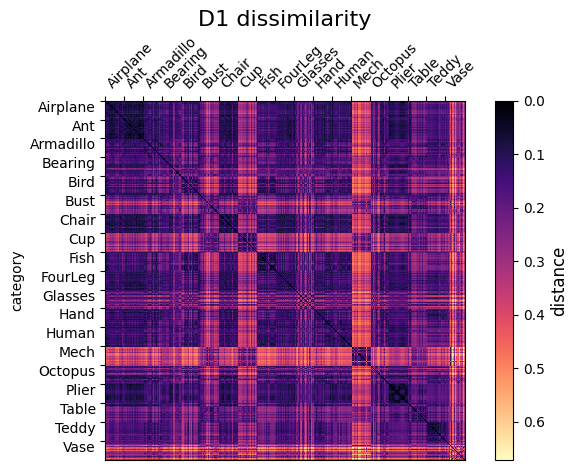 D1 dissimilarity
Airplane
Ant
Armadillo
Bearing
Bird
Bust
Chair
Cup
Fish
FourLeg
Glasses
Hand
Human
Mech
Octopus
Plier
Table
Teddy
Vase
category
Airplane
Ant
Armadillo
Bearing
Bird
Bust
Chair
Cup
Fish
FourLeg
Glasses
Hand
Human
Mech
Octopus
Plier
Table
Teddy
Vase
0.0
0.1
0.2
0.3
0.4
0.5
0.6
distance